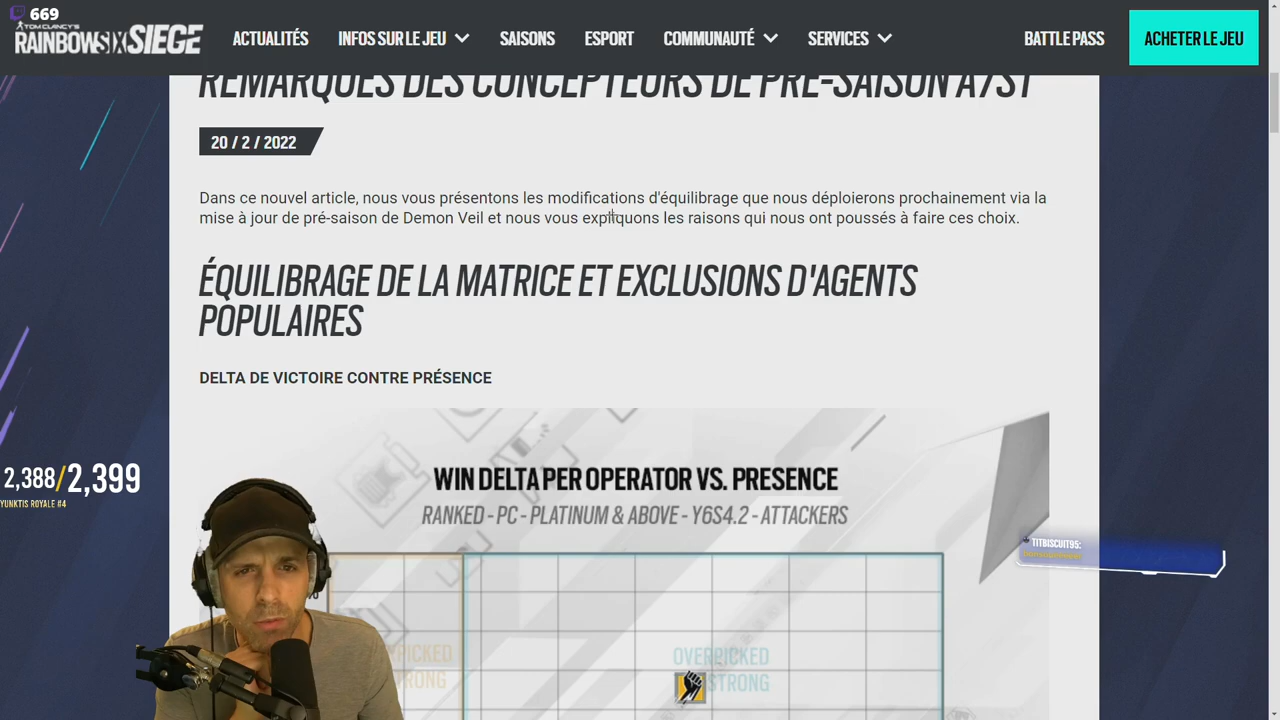 669
TOM CLANCY'S
RAINBOWSIX SIEGE
ACTUALITÉS
INFOS SUR LE JEU
SAISONS
ESPORT
COMMUNAUTÉ
SERVICES
BATTLE PASS
ACHETER LE JEU
REMARQUES DES CONCEPTEURS DE PRÉ-SAISON A7S1
20 / 2 / 2022
Dans ce nouvel article, nous vous présentons les modifications d'équilibrage que nous déploierons prochainement via la
mise à jour de pré-saison de Demon Veil et nous vous expliquons les raisons qui nous ont poussés à faire ces choix.
ÉQUILIBRAGE DE LA MATRICE ET EXCLUSIONS D'AGENTS
POPULAIRES
DELTA DE VICTOIRE CONTRE PRÉSENCE
WIN DELTA PER OPERATOR VS. PRESENCE
RANKED - PC - PLATINUM & ABOVE - Y6S4.2 - ATTACKERS
2,388/2,399
YUNKTIS ROYALE #4
TITBISCUIT95:
OVERPICKED
STRONG